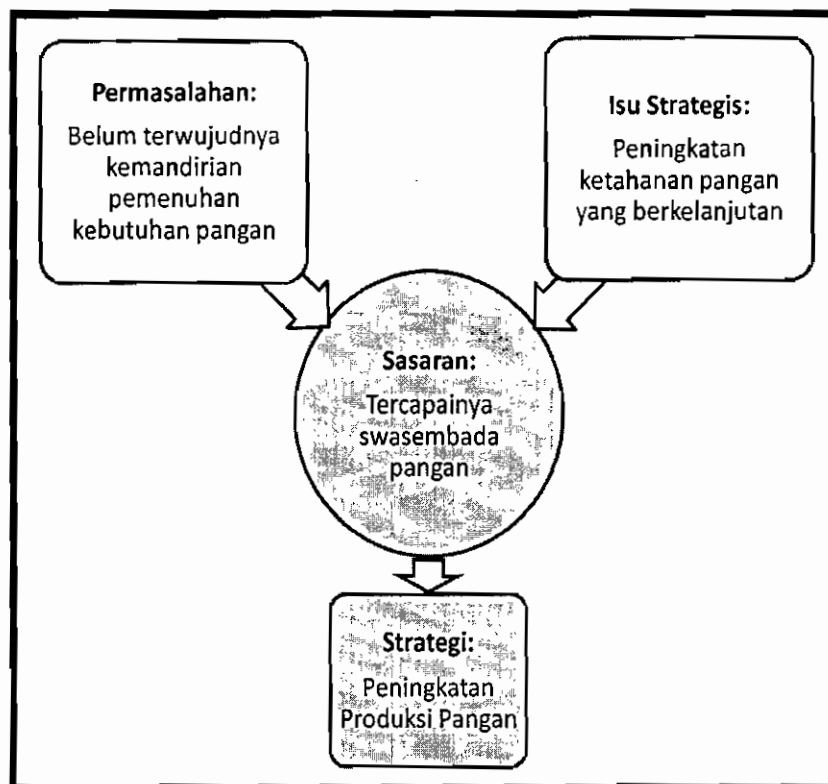 Permasalahan:
Belum terwujudnya
kemandirian
pemenuhan
kebutuhan pangan
Isu Strategis:
Peningkatan
ketahanan pangan
yang berkelanjutan
Sasaran:
Tercapainya
swasembada
pangan
Strategi:
Peningkatan
Produksi Pangan